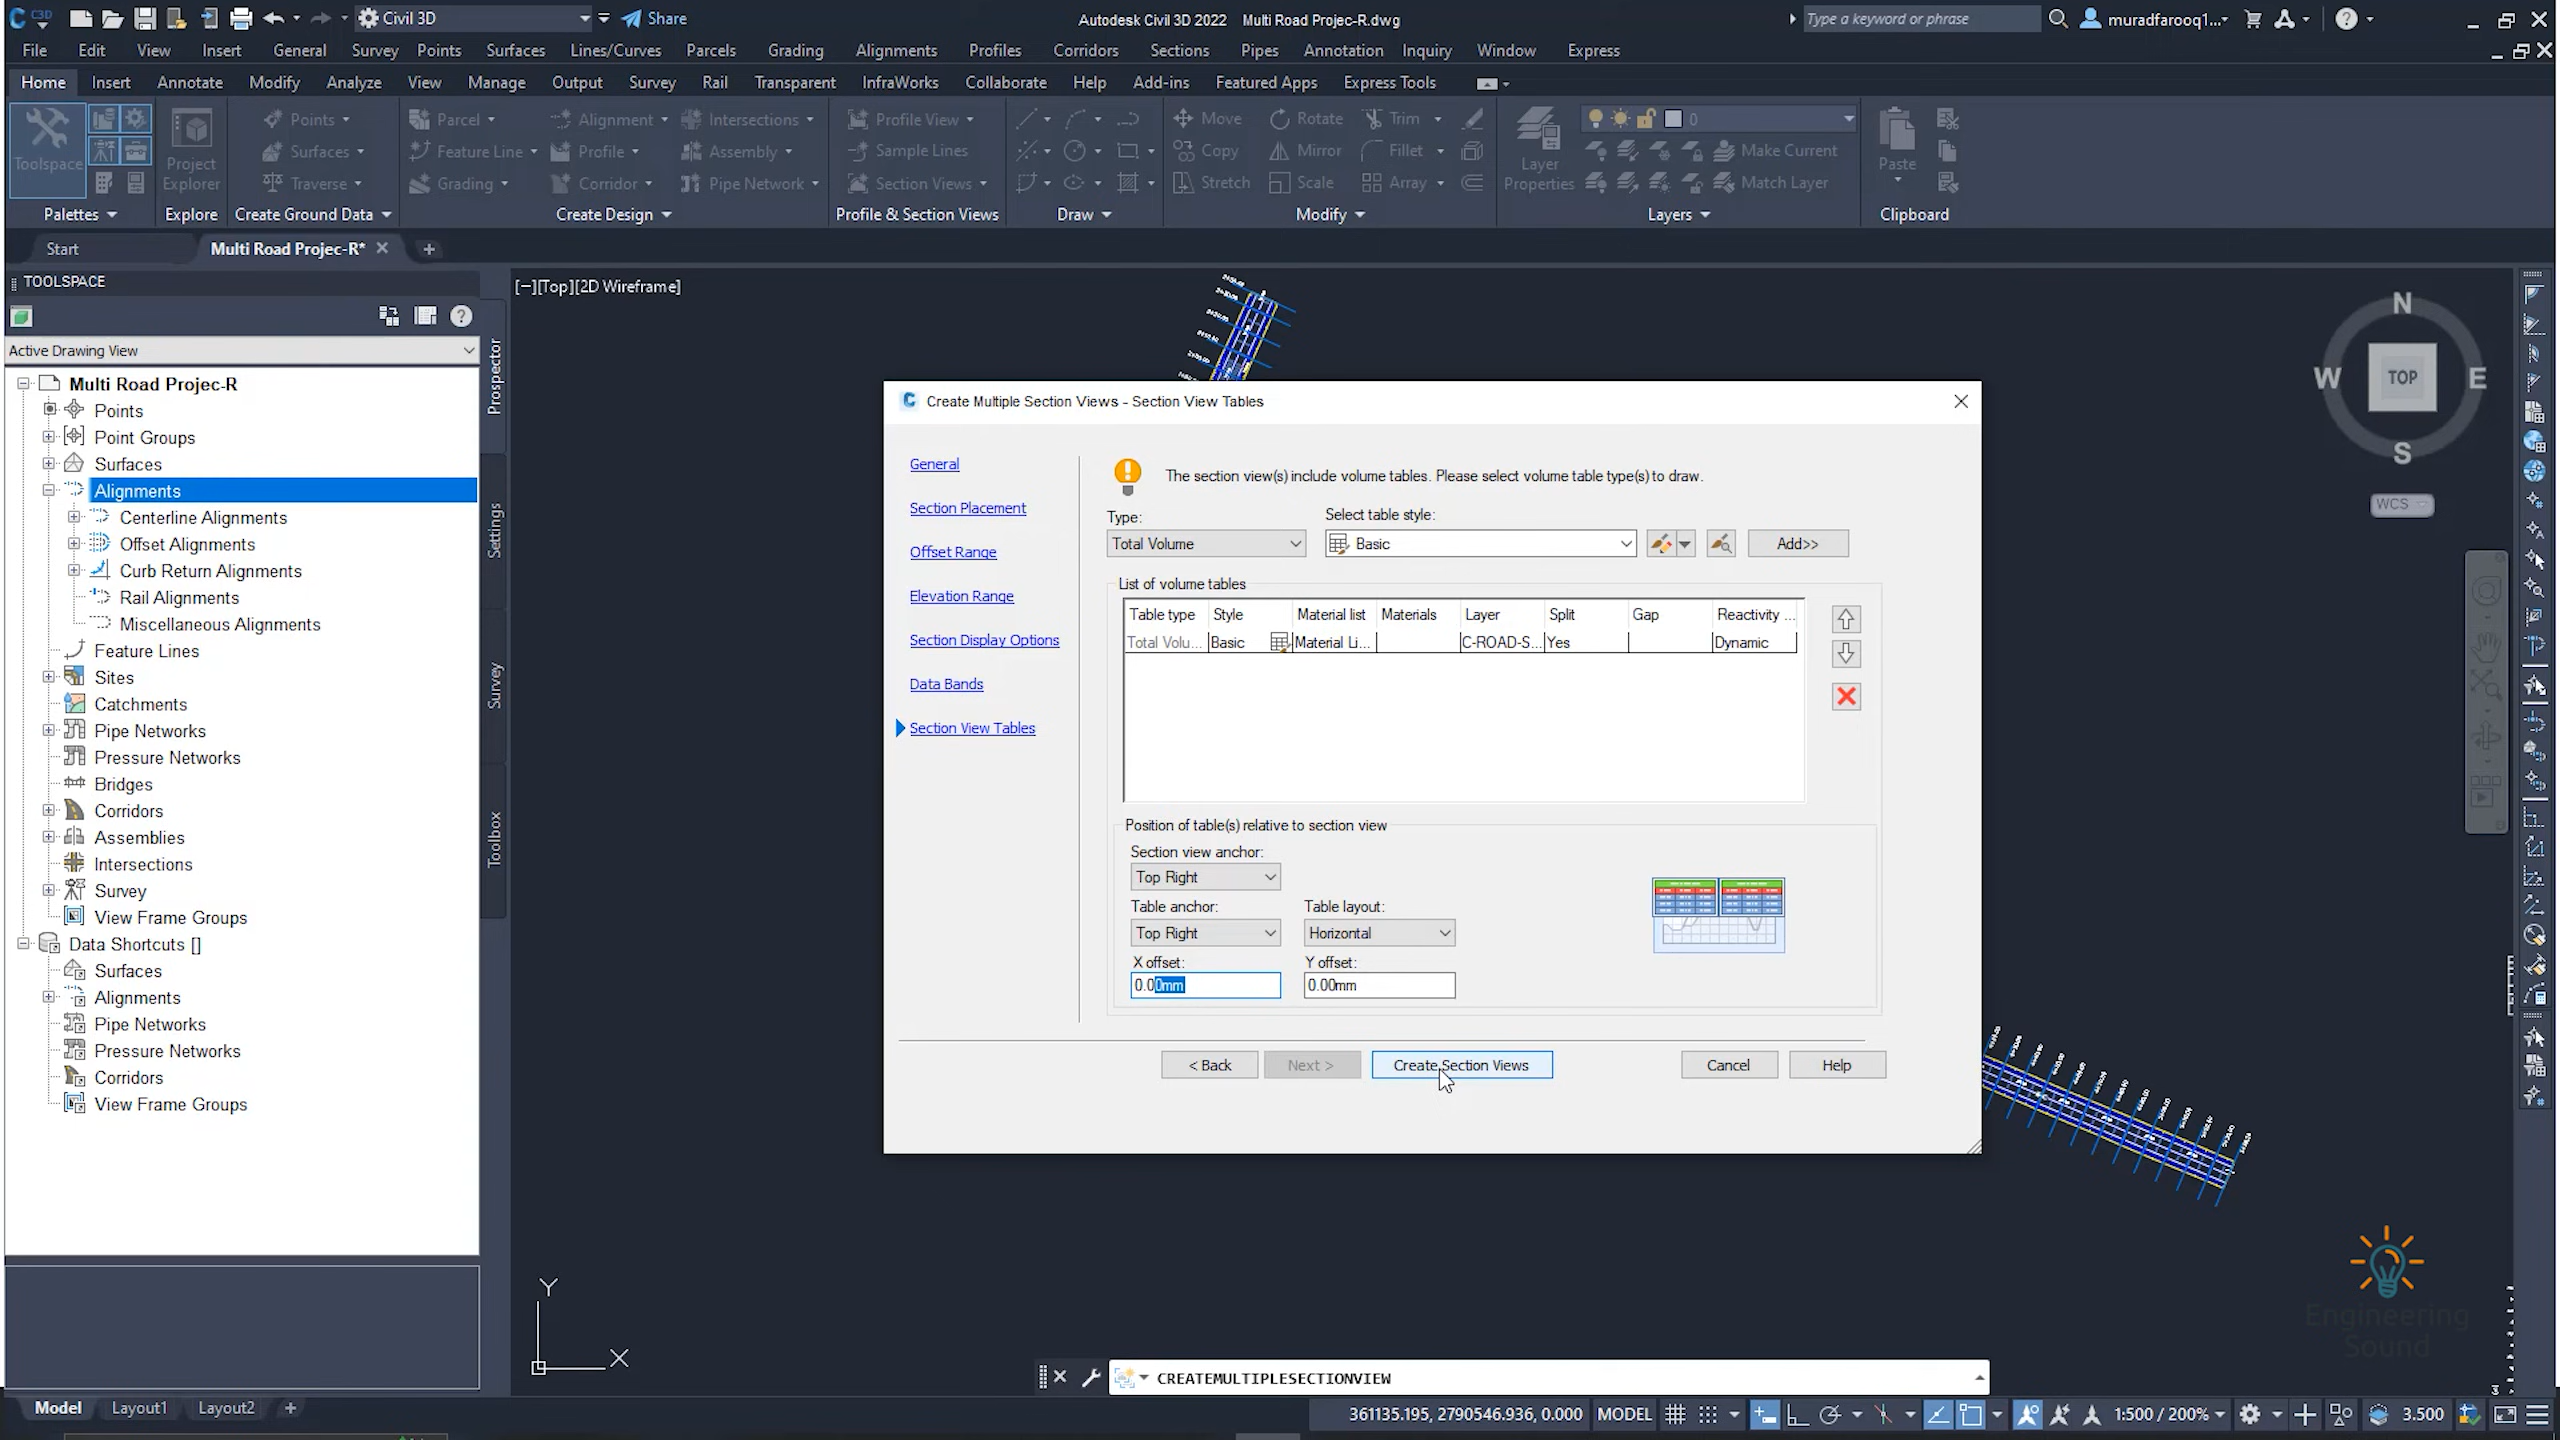 C3D
Civil 3D
Share
Autodesk Civil 3D 2022 Multi Road Projec-R.dwg
Type a keyword or phrase
muradfarooq1...
File Edit View Insert General Survey Points Surfaces Lines/Curves Parcels Grading Alignments Profiles Corridors Sections Pipes Annotation Inquiry Window Express
Home Insert Annotate Modify Analyze View Manage Output Survey Rail Transparent InfraWorks Collaborate Help Add-ins Featured Apps Express Tools
Toolspace
Palettes
Project Explorer
Explore
Points
Surfaces
Traverse
Create Ground Data
Parcel
Feature Line
Grading
Alignment
Profile
Corridor
Intersections
Assembly
Pipe Network
Create Design
Profile View
Sample Lines
Section Views
Profile & Section Views
Draw
Move
Copy
Stretch
Rotate
Mirror
Scale
Trim
Fillet
Array
Modify
Layer Properties
0
Make Current
Match Layer
Layers
Paste
Clipboard
Start
Multi Road Projec-R*
TOOLSPACE
Active Drawing View
Multi Road Projec-R
Points
Point Groups
Surfaces
Alignments
Centerline Alignments
Offset Alignments
Curb Return Alignments
Rail Alignments
Miscellaneous Alignments
Feature Lines
Sites
Catchments
Pipe Networks
Pressure Networks
Bridges
Corridors
Assemblies
Intersections
Survey
View Frame Groups
Data Shortcuts []
Surfaces
Alignments
Pipe Networks
Pressure Networks
Corridors
View Frame Groups
Prospector
Settings
Survey
Toolbox
[−][Top][2D Wireframe]
N
W
TOP
E
S
WCS
Create Multiple Section Views - Section View Tables
General
Section Placement
Offset Range
Elevation Range
Section Display Options
Data Bands
Section View Tables
The section view(s) include volume tables. Please select volume table type(s) to draw.
Type:
Total Volume
Select table style:
Basic
Add>>
List of volume tables
Table type Style Material list Materials Layer Split Gap Reactivity ...
Total Volu... Basic Material Li... C-ROAD-S... Yes Dynamic
Position of table(s) relative to section view
Section view anchor:
Top Right
Table anchor:
Top Right
Table layout:
Horizontal
X offset:
0.00mm
Y offset:
0.00mm
< Back
Next >
Create Section Views
Cancel
Help
Y
X
Engineering
Sound
CREATEMULTIPLESECTIONVIEW
Model
Layout1
Layout2
361135.195, 2790546.936, 0.000
MODEL
1:500 / 200%
3.500